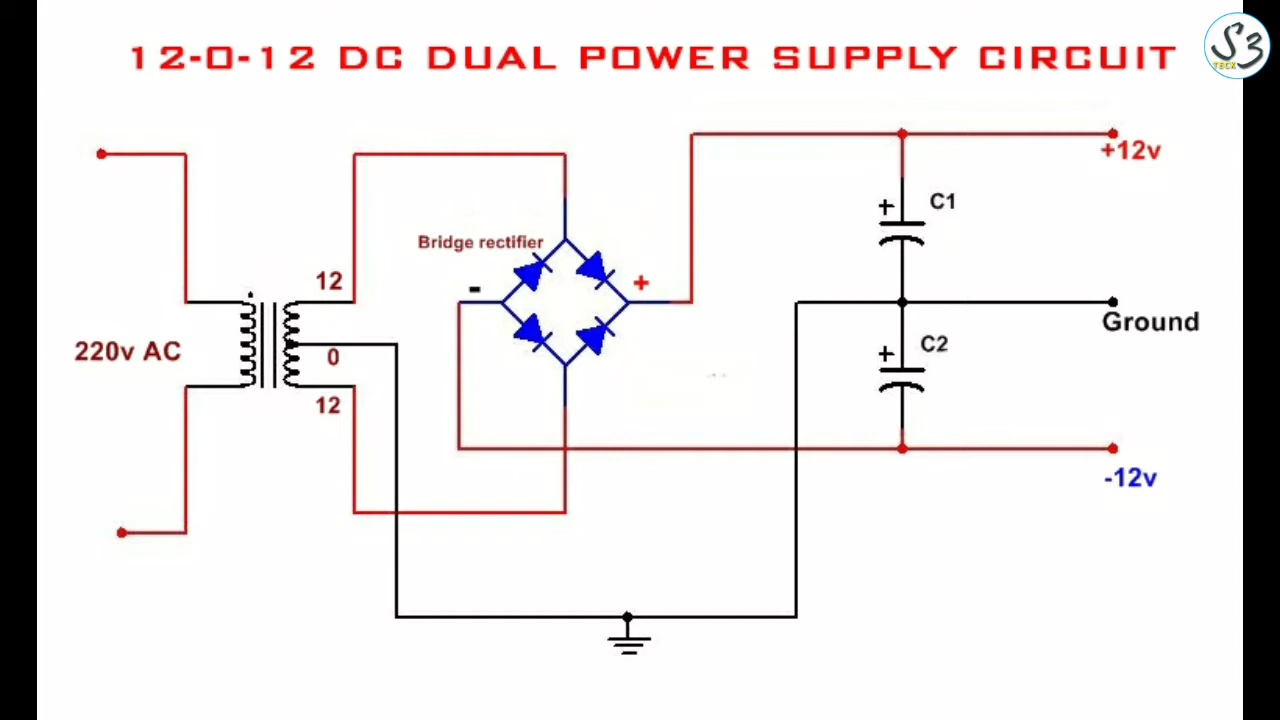 12-0-12 DC DUAL POWER SUPPLY CIRCUIT
S3
TECX
+12v
C1
+
Bridge rectifier
12
-
+
Ground
220v AC
0
C2
+
12
-12v